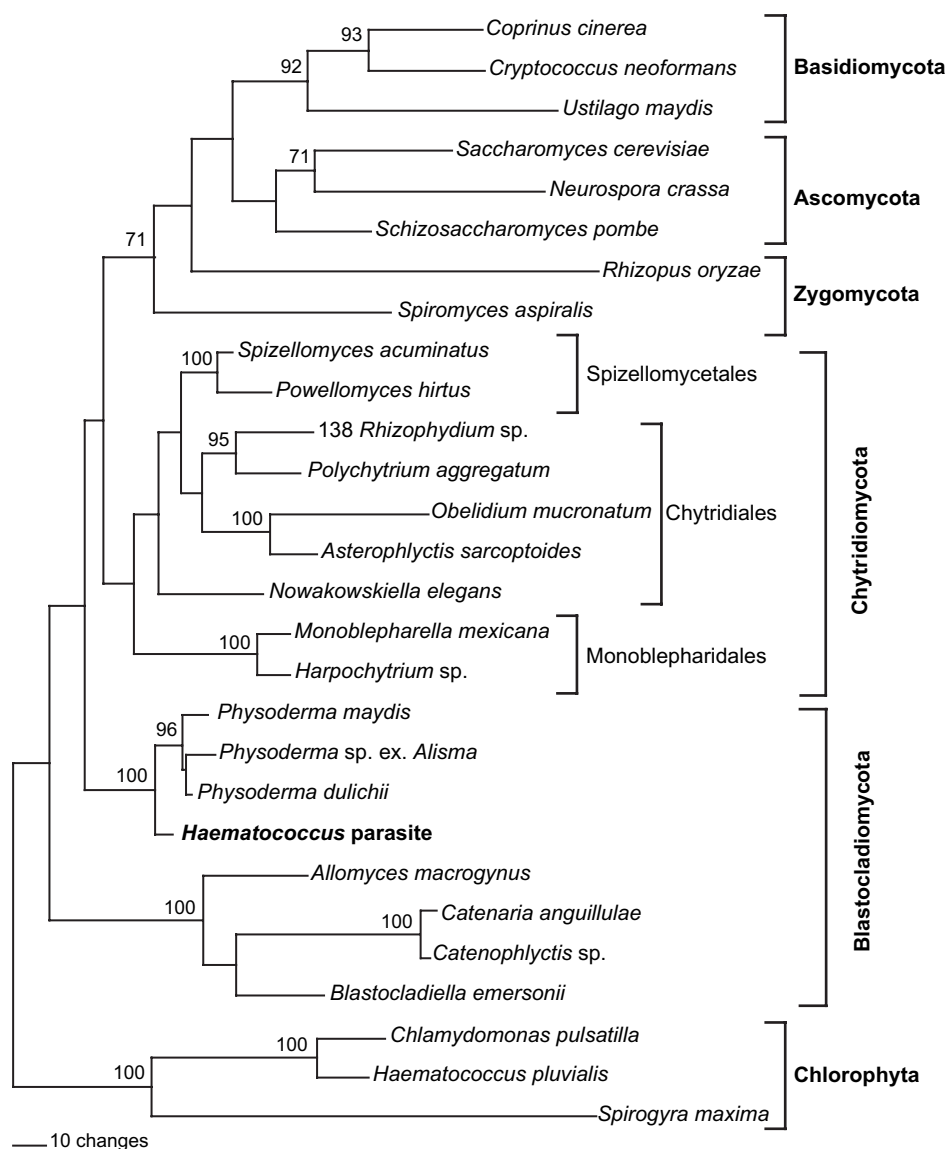 93
Coprinus cinerea
92
Cryptococcus neoformans
Basidiomycota
Ustilago maydis
Saccharomyces cerevisiae
71
Neurospora crassa
Ascomycota
Schizosaccharomyces pombe
71
Rhizopus oryzae
Zygomycota
Spiromyces aspiralis
100
Spizellomyces acuminatus
Spizellomycetales
Powellomyces hirtus
95
138 Rhizophydium sp.
Polychytrium aggregatum
100
Obelidium mucronatum
Chytridiales
Asterophlyctis sarcoptoides
Nowakowskiella elegans
Chytridiomycota
100
Monoblepharella mexicana
Monoblepharidales
Harpochytrium sp.
96
Physoderma maydis
Physoderma sp. ex. Alisma
100
Physoderma dulichii
Haematococcus parasite
Blastocladiomycota
Allomyces macrogynus
100
100
Catenaria anguillulae
Catenophlyctis sp.
Blastocladiella emersonii
100
Chlamydomonas pulsatilla
100
Haematococcus pluvialis
Chlorophyta
Spirogyra maxima
10 changes